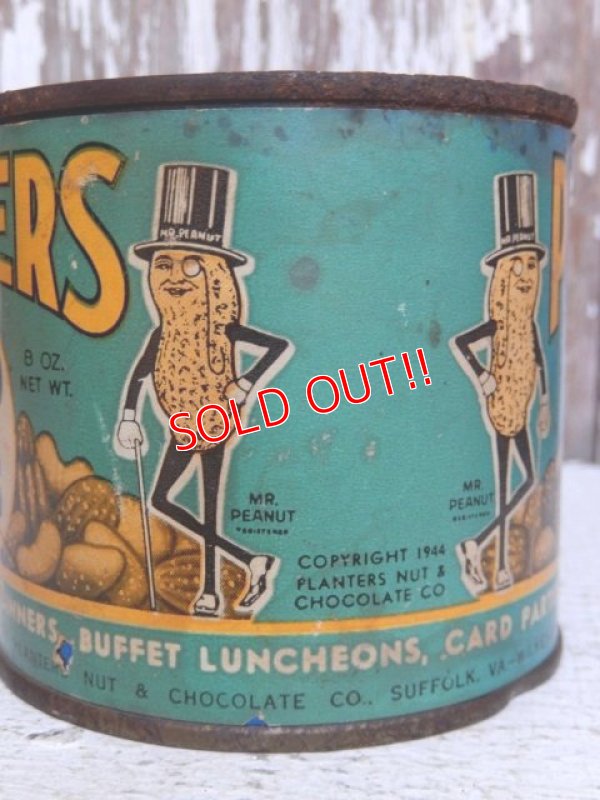 ERS
8 OZ.
NET WT.
MR. PEANUT
MR. PEANUT
SOLD OUT!!
MR.
PEANUT
REGISTERED
MR.
PEANUT
COPYRIGHT 1944
PLANTERS NUT &
CHOCOLATE CO
NNERS, BUFFET LUNCHEONS, CARD PART
NUT & CHOCOLATE CO., SUFFOLK, VA.—